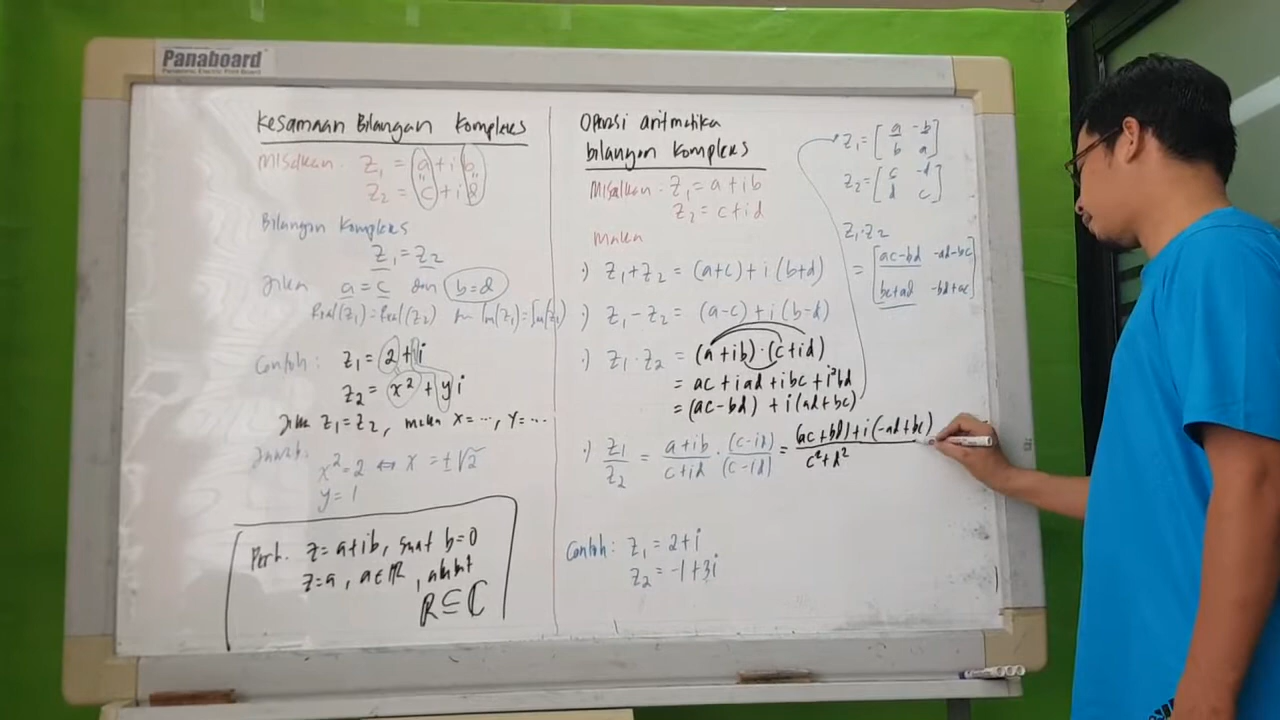 Panaboard
Kesamaan Bilangan Kompleks
Misalkan. z₁ = a + i b
z₂ = c + i d
Bilangan Kompleks
z₁ = z₂
Jika a = c dan b = d
Real(z₁) = Real(z₂) dan Im(z₁) = Im(z₂)
Contoh: z₁ = 2 + 1i
z₂ = x² + y i
Jika z₁ = z₂, maka x = ..., y = ...
Jawab:
x² = 2 ↔ x = ±√2
y = 1
Perh. z = a + ib, saat b = 0
z = a, a ∈ ℝ, akibat
ℝ ⊆ ℂ
Operasi aritmatika
bilangan kompleks
Misalkan. z₁ = a + ib
z₂ = c + id
Maka
·) z₁ + z₂ = (a+c) + i (b+d)
·) z₁ - z₂ = (a-c) + i (b-d)
·) z₁ · z₂ = (a + ib) · (c + id)
= ac + iad + ibc + i²bd
= (ac - bd) + i(ad + bc)
·) z₁/z₂ = (a+ib)/(c+id) · (c-id)/(c-id) = ((ac+bd) + i(-ad+bc))/(c²+d²)
Contoh: z₁ = 2 + i
z₂ = -1 + 3i
z₁ = [a -b
b a]
z₂ = [c -d
d c]
z₁ · z₂
= [ac-bd -ad-bc
bc+ad -bd+ac]